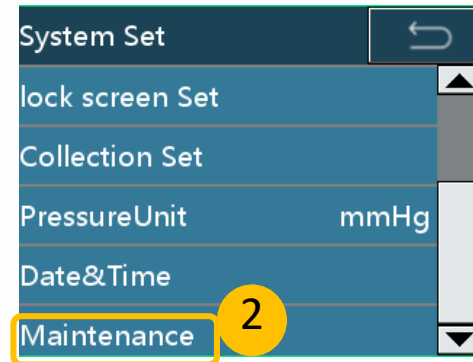 System Set
lock screen Set
Collection Set
PressureUnit mmHg
Date&Time
Maintenance
2